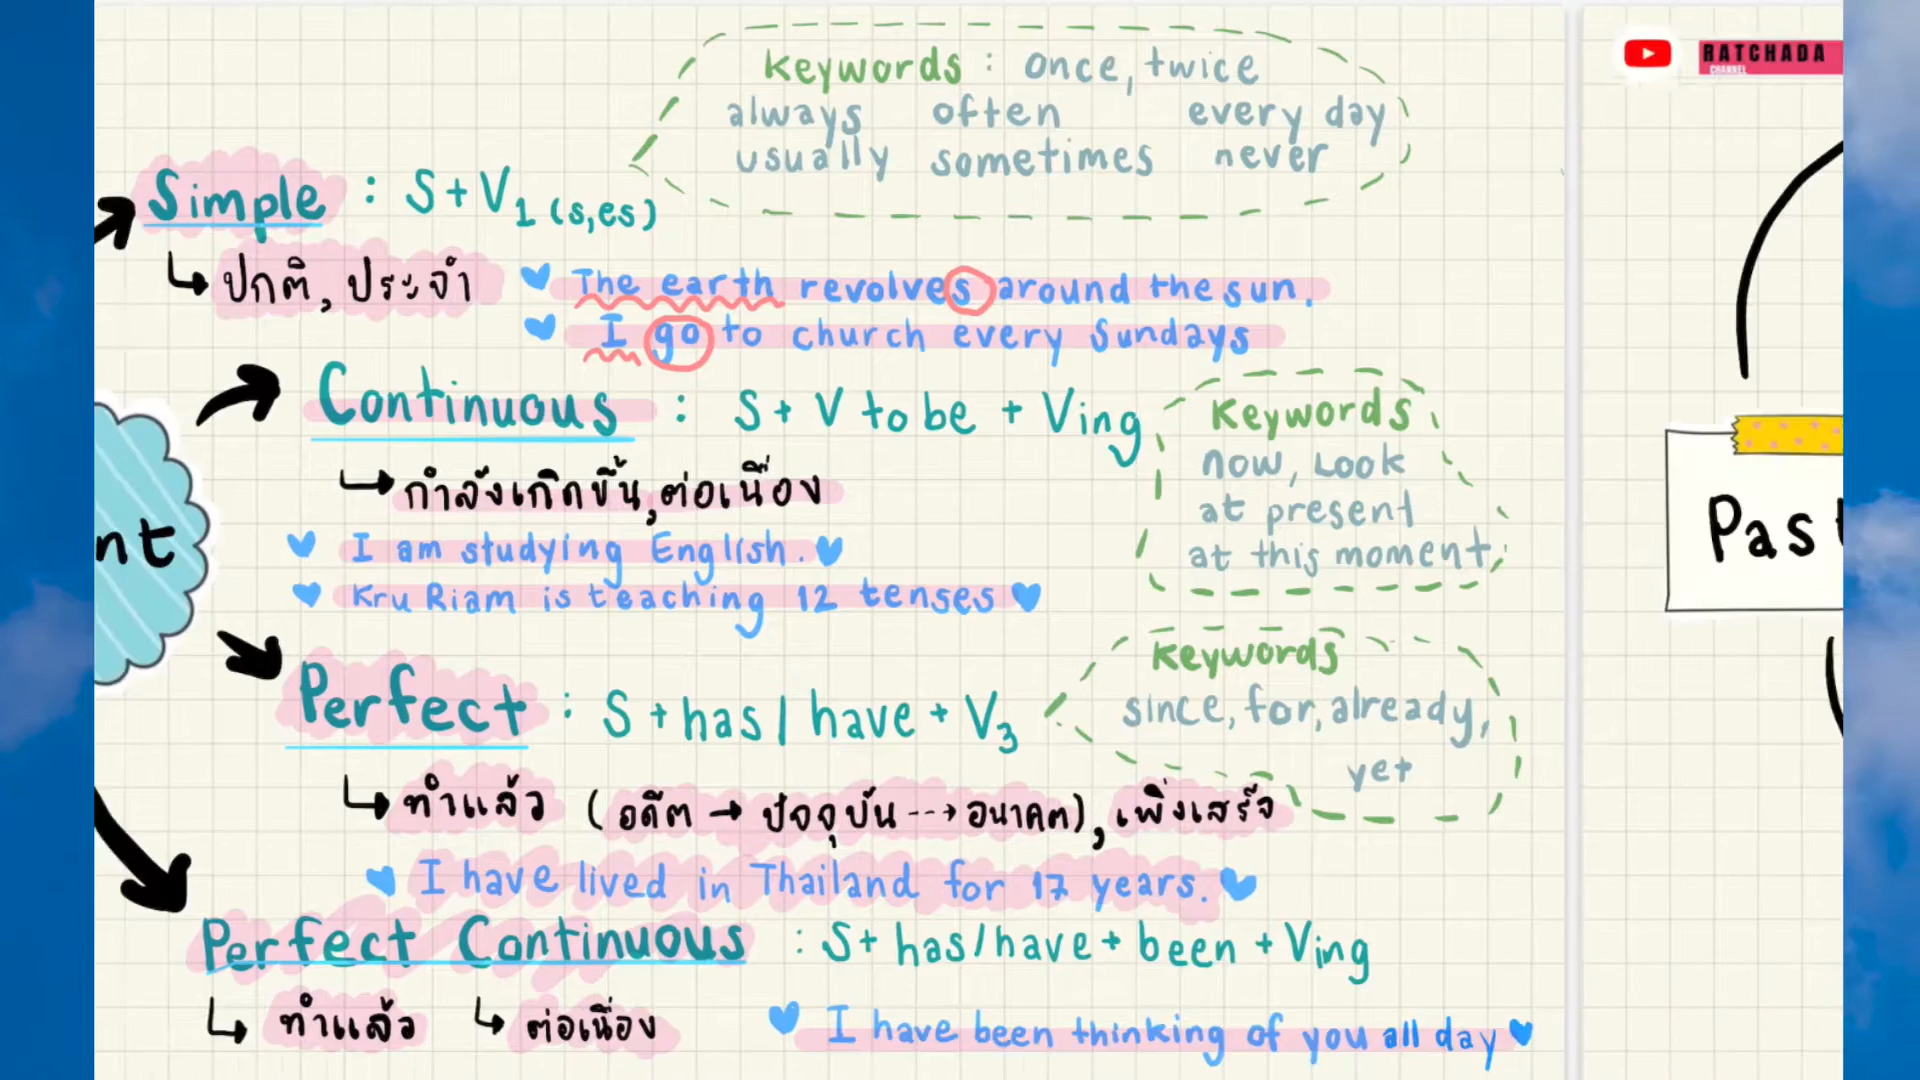 Keywords : once, twice
always often every day
usually sometimes never
RATCHADA
CHANNEL
Simple : S + V1 (s,es)
ปกติ, ประจำ
The earth revolves around the sun.
I go to church every Sundays
Continuous : S + V to be + Ving
กำลังเกิดขึ้น, ต่อเนื่อง
Keywords
now, Look
at present
at this moment,
I am studying English.
Kru Riam is teaching 12 tenses
nt
Past
Perfect : S + has / have + V3
Keywords
since, for, already,
yet
ทำแล้ว (อดีต → ปัจจุบัน --→ อนาคต), เพิ่งเสร็จ
I have lived in Thailand for 17 years.
Perfect Continuous : S + has/have + been + Ving
ทำแล้ว ต่อเนื่อง
I have been thinking of you all day